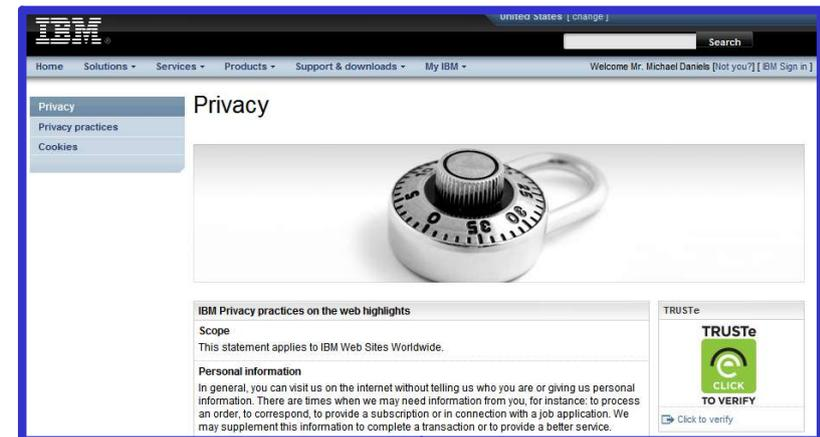 United States [ change ]
IBM®
Search
Home Solutions Services Products Support & downloads My IBM Welcome Mr. Michael Daniels [Not you?] [ IBM Sign in ]
Privacy
Privacy practices
Cookies
Privacy
5 0 35 30 25
IBM Privacy practices on the web highlights
Scope
This statement applies to IBM Web Sites Worldwide.
Personal information
In general, you can visit us on the internet without telling us who you are or giving us personal
information. There are times when we may need information from you, for instance: to process
an order, to correspond, to provide a subscription or in connection with a job application. We
may supplement this information to complete a transaction or to provide a better service.
TRUSTe
TRUSTe
e
CLICK
TO VERIFY
Click to verify